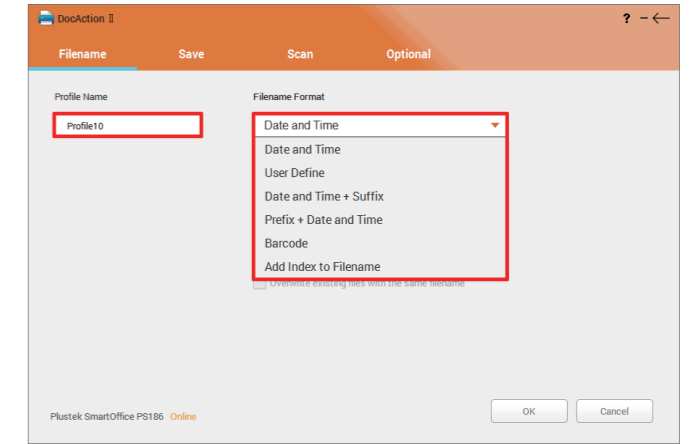 DocAction II
?
Filename Save Scan Optional
Profile Name
Filename Format
Profile10
Date and Time
Date and Time
User Define
Date and Time + Suffix
Prefix + Date and Time
Barcode
Add Index to Filename
Overwrite existing files with the same filename
Plustek SmartOffice PS186 Online
OK
Cancel